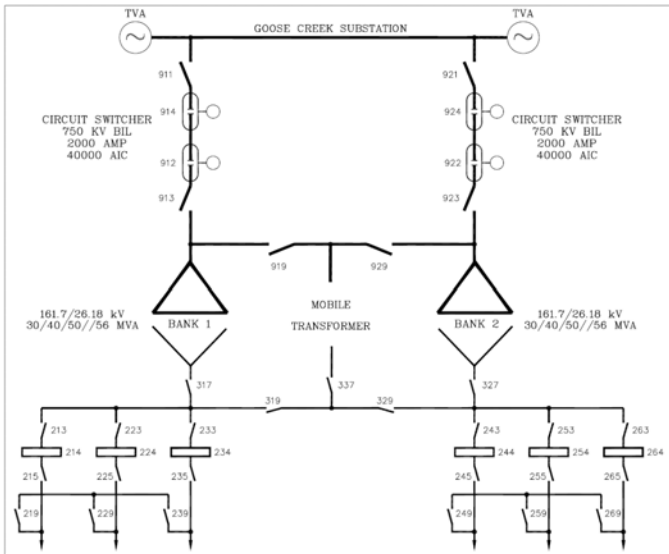 TVA
TVA
GOOSE CREEK SUBSTATION
911
921
914
924
CIRCUIT SWITCHER
750 KV BIL
2000 AMP
40000 AIC
CIRCUIT SWITCHER
750 KV BIL
2000 AMP
40000 AIC
912
922
913
923
919
929
161.7/26.18 kV
30/40/50//56 MVA
BANK 1
MOBILE
TRANSFORMER
BANK 2
161.7/26.18 kV
30/40/50//56 MVA
317
337
327
319
329
213
223
233
243
253
263
214
224
234
244
254
264
215
225
235
245
255
265
219
229
239
249
259
269